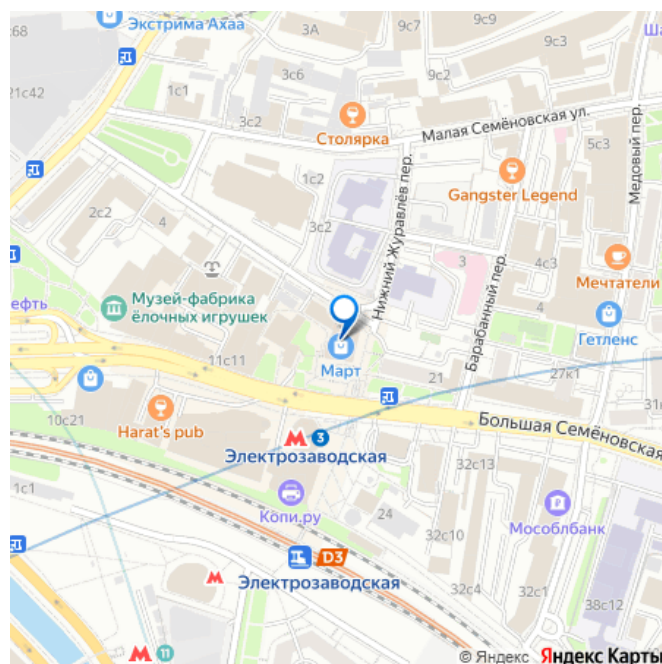 с68
Экстрима Ахаа
3А
9с7
9с3
9с2
Ша
21с42
1с1
3с6
3с2
Столярка
Малая Семёновская ул.
5с3
Медовый пер.
1с2
Gangster Legend
2с2
4
3с2
Нижний Журавлёв пер.
3
4с3
Мечтатели
Барабанный пер.
ефть
Музей-фабрика
ёлочных игрушек
Гетленс
11с11
Март
21
27к1
31с
10с21
Harat's pub
3
Электрозаводская
Большая Семёновская
32с13
1с1
Копи.ру
24
Мособлбанк
32с10
D3
Электрозаводская
32с4
32с1
38с12
11
© Яндекс Яндекс Карты